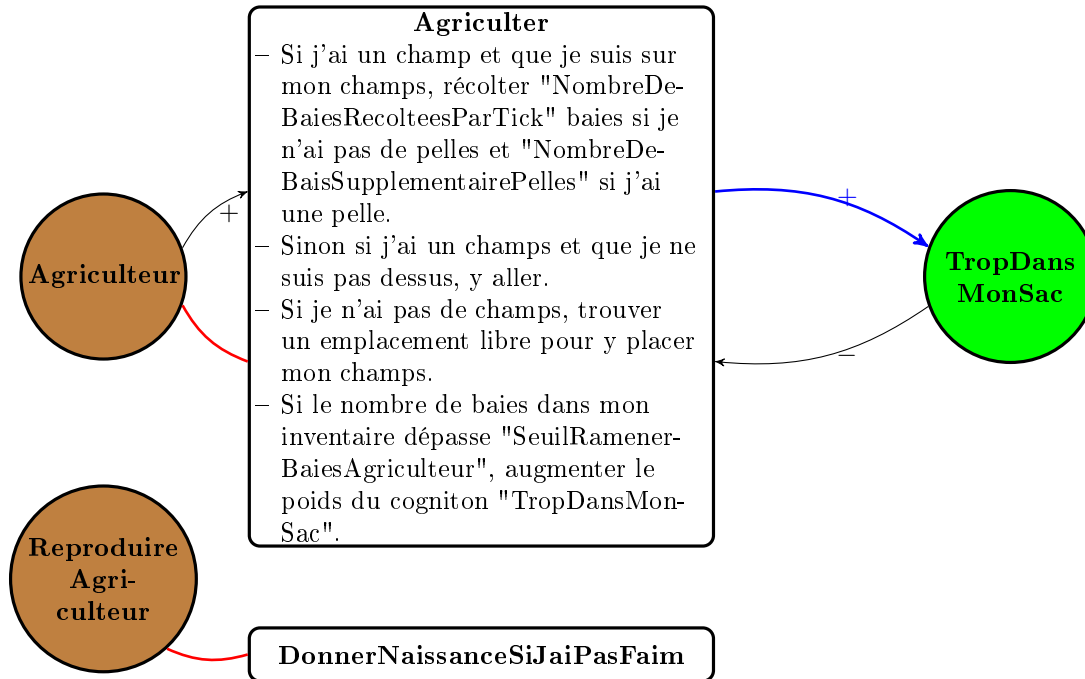 Agriculter
– Si j'ai un champ et que je suis sur
mon champs, récolter "NombreDe-
BaiesRecolteesParTick" baies si je
n'ai pas de pelles et "NombreDe-
BaisSupplementairePelles" si j'ai
une pelle.
– Sinon si j'ai un champs et que je ne
suis pas dessus, y aller.
– Si je n'ai pas de champs, trouver
un emplacement libre pour y placer
mon champs.
– Si le nombre de baies dans mon
inventaire dépasse "SeuilRamener-
BaiesAgriculteur", augmenter le
poids du cogniton "TropDansMon-
Sac".
Agriculteur
+
+
–
TropDans
MonSac
Reproduire
Agri-
culteur
DonnerNaissanceSiJaiPasFaim